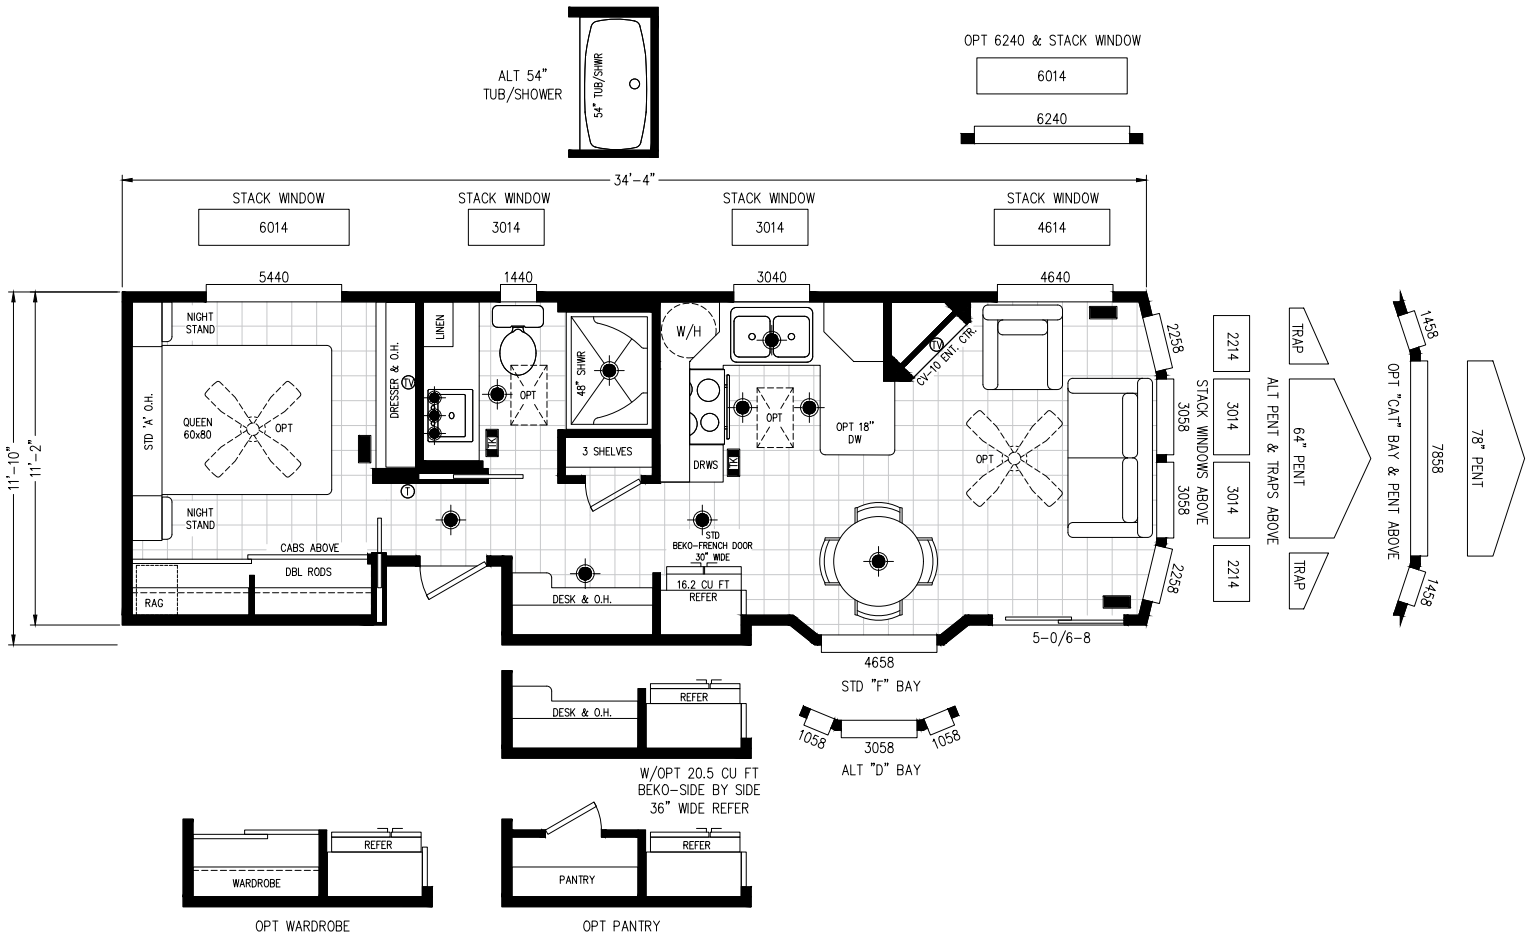 ALT 54"
TUB/SHOWER
54" TUB/SHWR
OPT 6240 & STACK WINDOW
6014
6240
34'-4"
STACK WINDOW
6014
STACK WINDOW
3014
STACK WINDOW
3014
STACK WINDOW
4614
5440
1440
3040
4640
11'-10"
11'-2"
NIGHT
STAND
STD 'A' O.H.
QUEEN
60x80
OPT
NIGHT
STAND
DRESSER & O.H.
TV
T
CABS ABOVE
DBL RODS
RAG
LINEN
OPT
TK
48" SHWR
3 SHELVES
W/H
OPT
DRWS
TK
OPT 18"
DW
TV
CV-10 ENT. CTR.
OPT
STD
BEKO-FRENCH DOOR
30" WIDE
16.2 CU FT
REFER
DESK & O.H.
2258
3058
3058
2258
STACK WINDOWS ABOVE
2214
3014
3014
2214
ALT PENT & TRAPS ABOVE
TRAP
64" PENT
TRAP
OPT "CAT" BAY & PENT ABOVE
1458
7858
1458
78" PENT
5-0/6-8
4658
STD "F" BAY
1058
3058
1058
ALT "D" BAY
DESK & O.H.
REFER
W/OPT 20.5 CU FT
BEKO-SIDE BY SIDE
36" WIDE REFER
WARDROBE
REFER
OPT WARDROBE
PANTRY
REFER
OPT PANTRY